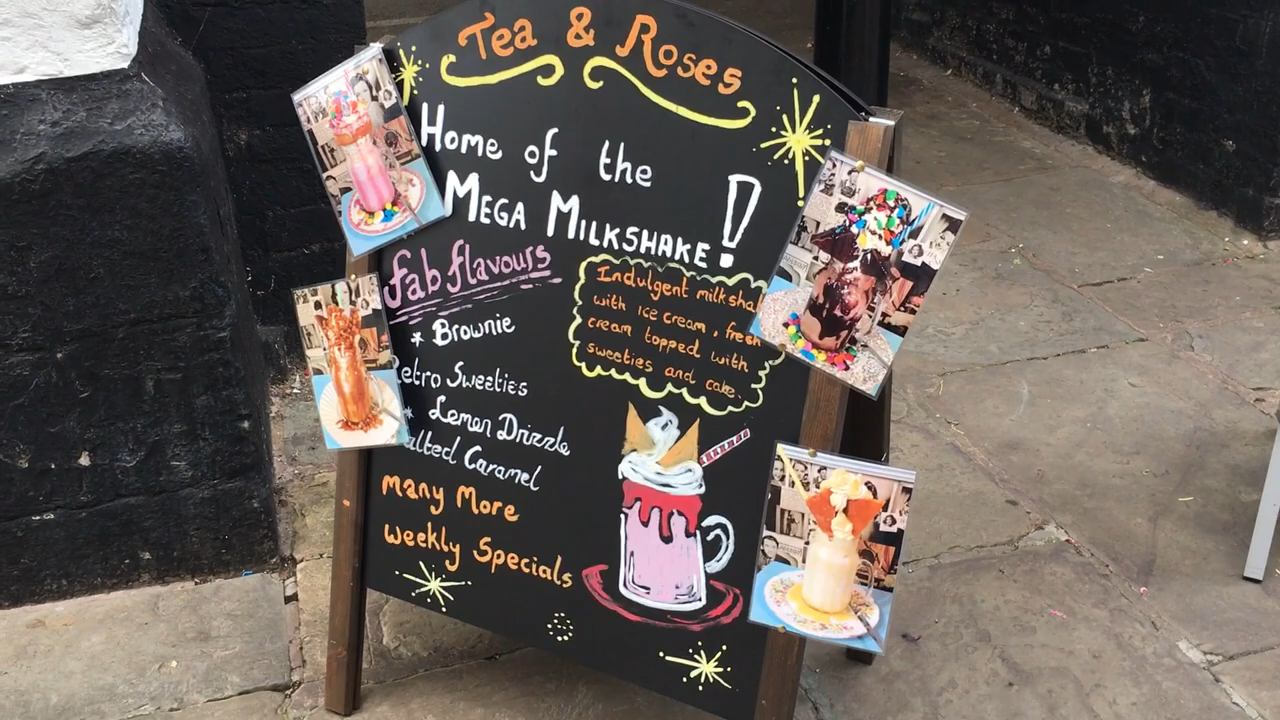 Tea & Roses
Home of the
Mega Milkshake!
fab flavours
* Brownie
Retro Sweeties
* Lemon Drizzle
alted Caramel
many More
weekly Specials
Indulgent milksha
with ice cream, fresh
cream topped with
sweeties and cake.